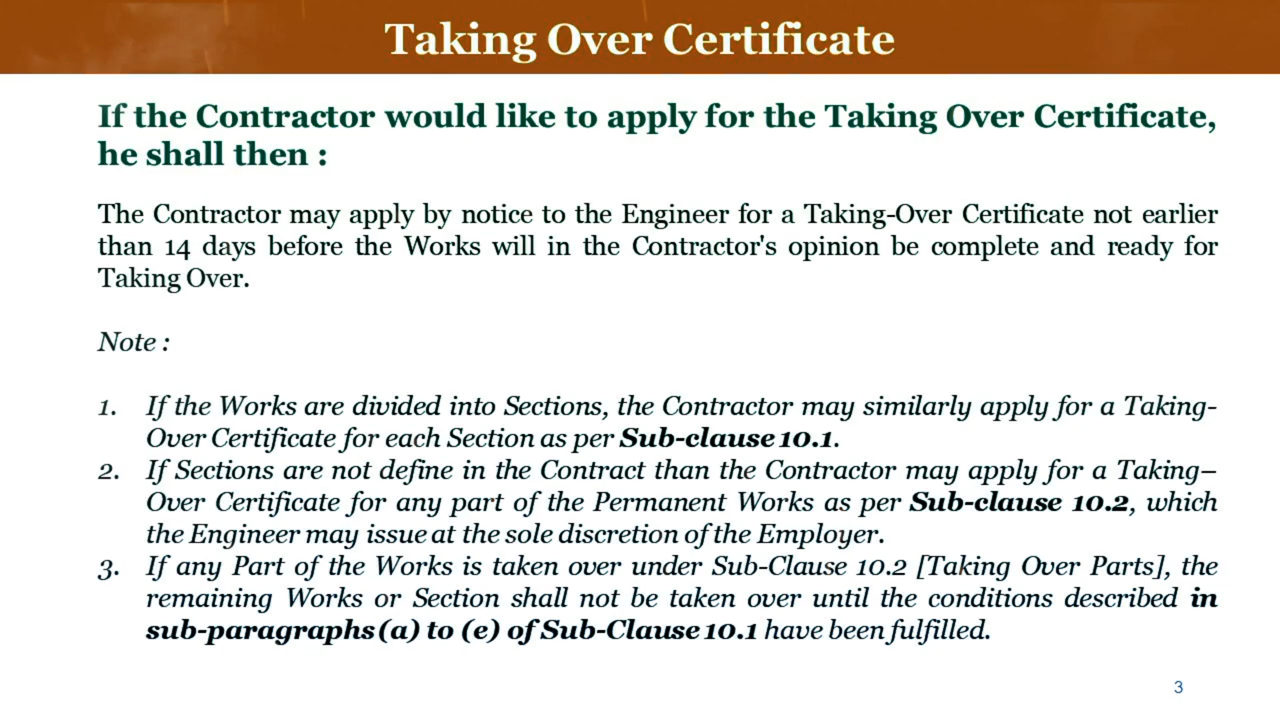 Taking Over Certificate
If the Contractor would like to apply for the Taking Over Certificate,
he shall then :
The Contractor may apply by notice to the Engineer for a Taking-Over Certificate not earlier
than 14 days before the Works will in the Contractor's opinion be complete and ready for
Taking Over.
Note :
1. If the Works are divided into Sections, the Contractor may similarly apply for a Taking-
Over Certificate for each Section as per Sub-clause 10.1.
2. If Sections are not define in the Contract than the Contractor may apply for a Taking–
Over Certificate for any part of the Permanent Works as per Sub-clause 10.2, which
the Engineer may issue at the sole discretion of the Employer.
3. If any Part of the Works is taken over under Sub-Clause 10.2 [Taking Over Parts], the
remaining Works or Section shall not be taken over until the conditions described in
sub-paragraphs (a) to (e) of Sub-Clause 10.1 have been fulfilled.
3